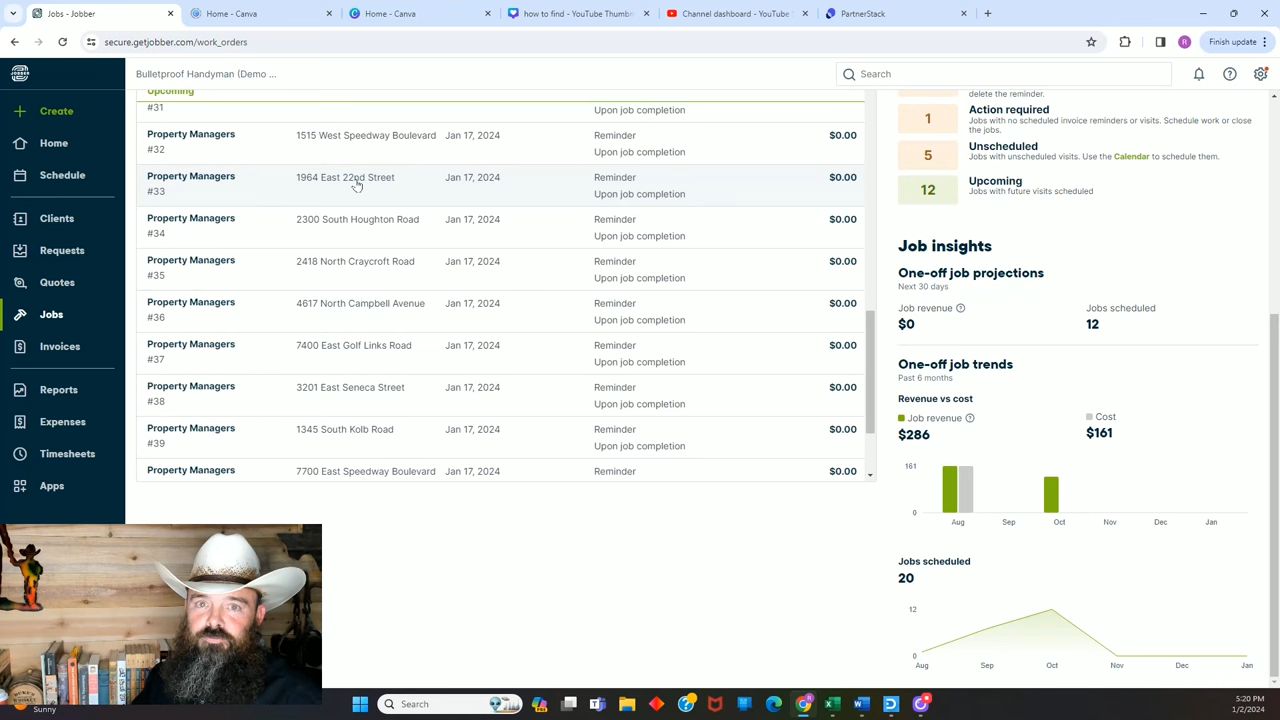 Jobs - Jobber
Home - Canva
Home - Canva
how to find - YouTube Thumb
Channel dashboard - YouTube
PartnerStack
secure.getjobber.com/work_orders
R
Finish update
JOBBER
Bulletproof Handyman (Demo ...
Search
Create
Home
Schedule
Clients
Requests
Quotes
Jobs
Invoices
Reports
Expenses
Timesheets
Apps
Upcoming
#31
Upon job completion
Property Managers 1515 West Speedway Boulevard Jan 17, 2024 Reminder $0.00
#32 Upon job completion
Property Managers 1964 East 22nd Street Jan 17, 2024 Reminder $0.00
#33 Upon job completion
Property Managers 2300 South Houghton Road Jan 17, 2024 Reminder $0.00
#34 Upon job completion
Property Managers 2418 North Craycroft Road Jan 17, 2024 Reminder $0.00
#35 Upon job completion
Property Managers 4617 North Campbell Avenue Jan 17, 2024 Reminder $0.00
#36 Upon job completion
Property Managers 7400 East Golf Links Road Jan 17, 2024 Reminder $0.00
#37 Upon job completion
Property Managers 3201 East Seneca Street Jan 17, 2024 Reminder $0.00
#38 Upon job completion
Property Managers 1345 South Kolb Road Jan 17, 2024 Reminder $0.00
#39 Upon job completion
Property Managers 7700 East Speedway Boulevard Jan 17, 2024 Reminder $0.00
delete the reminder.
1 Action required
Jobs with no scheduled invoice reminders or visits. Schedule work or close
the jobs.
5 Unscheduled
Jobs with unscheduled visits. Use the Calendar to schedule them.
12 Upcoming
Jobs with future visits scheduled
Job insights
One-off job projections
Next 30 days
Job revenue Jobs scheduled
$0 12
One-off job trends
Past 6 months
Revenue vs cost
Job revenue Cost
$286 $161
161
0
Aug Sep Oct Nov Dec Jan
Jobs scheduled
20
12
0
Aug Sep Oct Nov Dec Jan
Sunny
Search
5:20 PM
1/2/2024